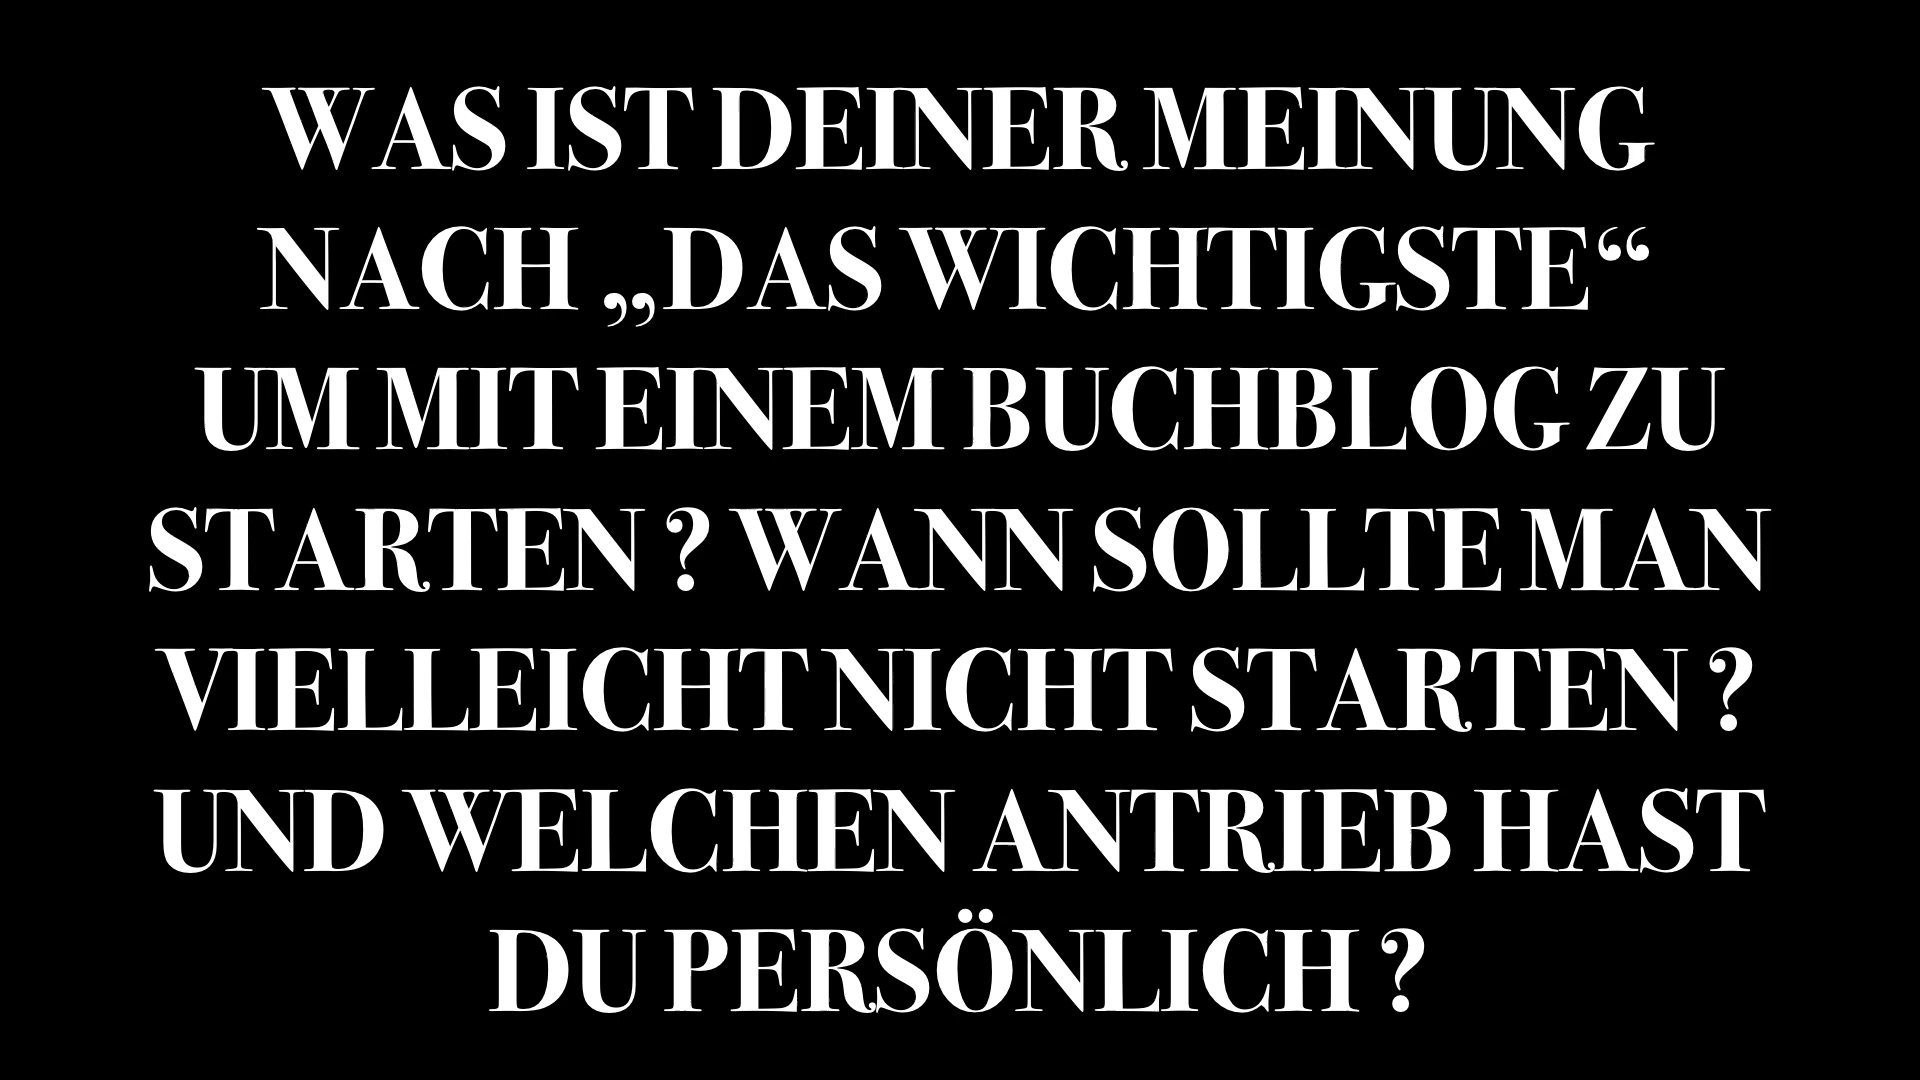 WAS IST DEINER MEINUNG
NACH „DAS WICHTIGSTE“
UM MIT EINEM BUCHBLOG ZU
STARTEN ? WANN SOLLTE MAN
VIELLEICHT NICHT STARTEN ?
UND WELCHEN ANTRIEB HAST
DU PERSÖNLICH ?